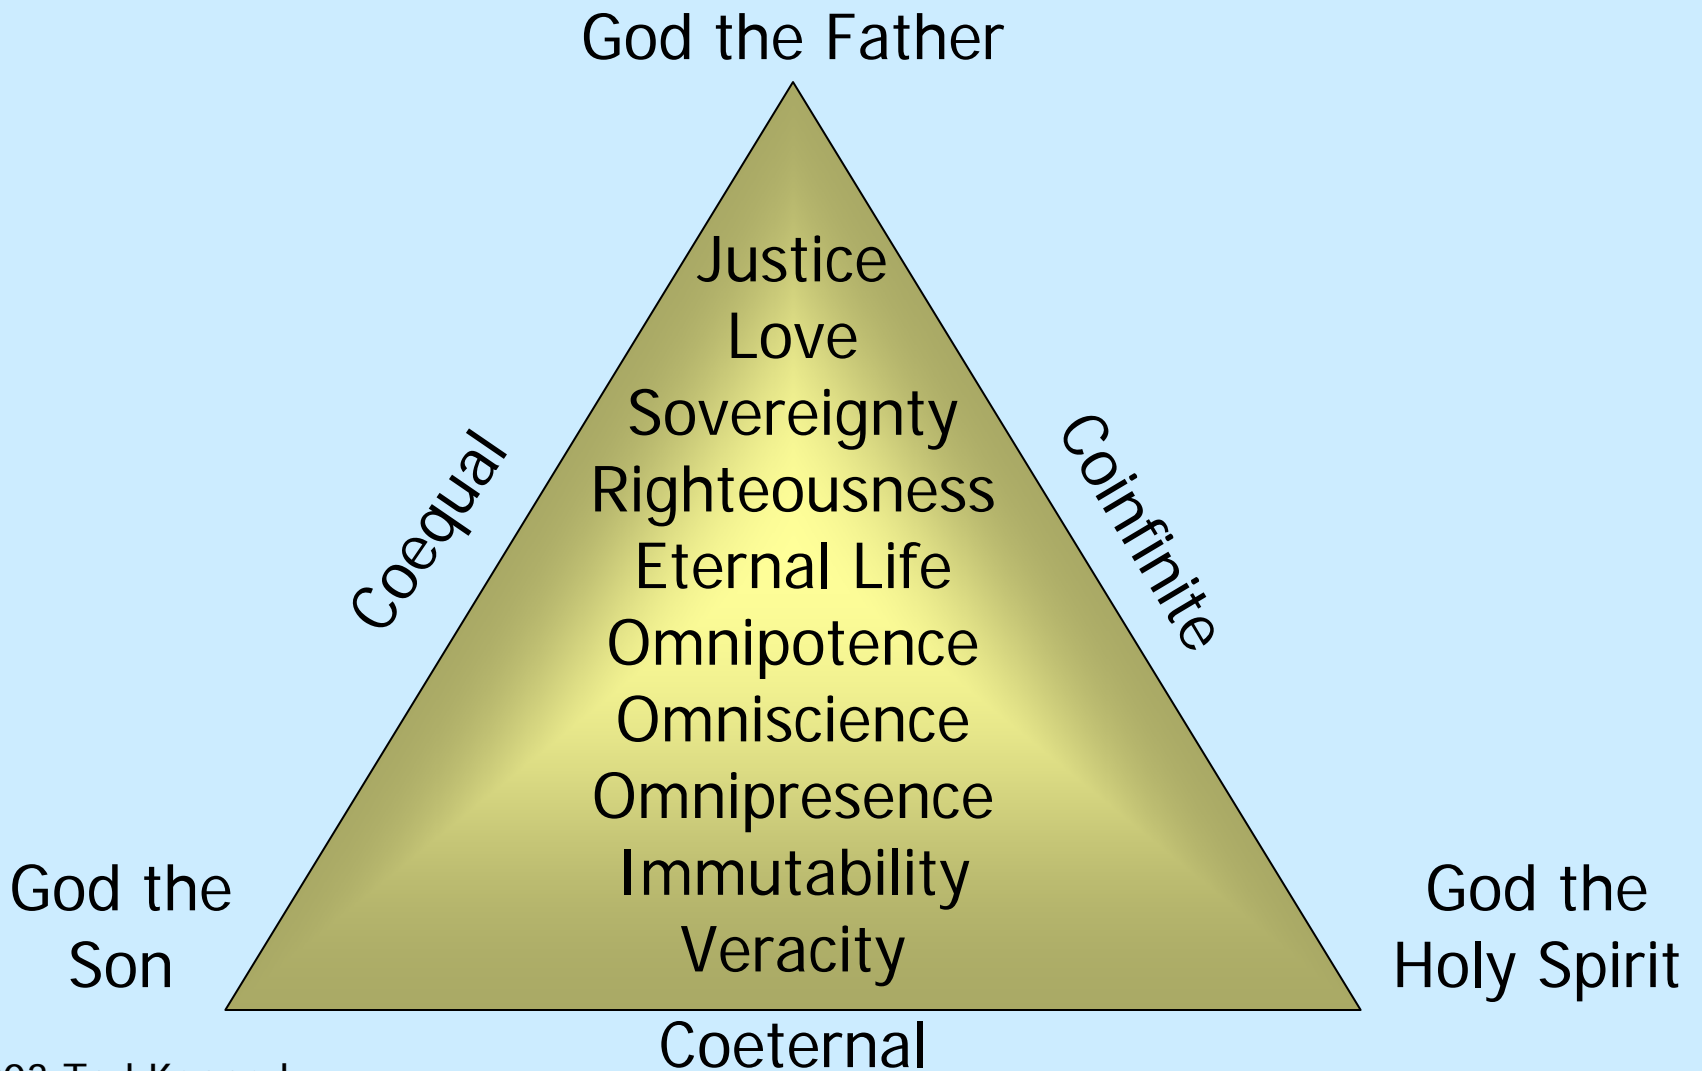 God the Father
Justice
Love
Sovereignty
Righteousness
Eternal Life
Omnipotence
Omniscience
Omnipresence
Immutability
Veracity
Coequal
Coinfinite
God the
Son
God the
Holy Spirit
Coeternal